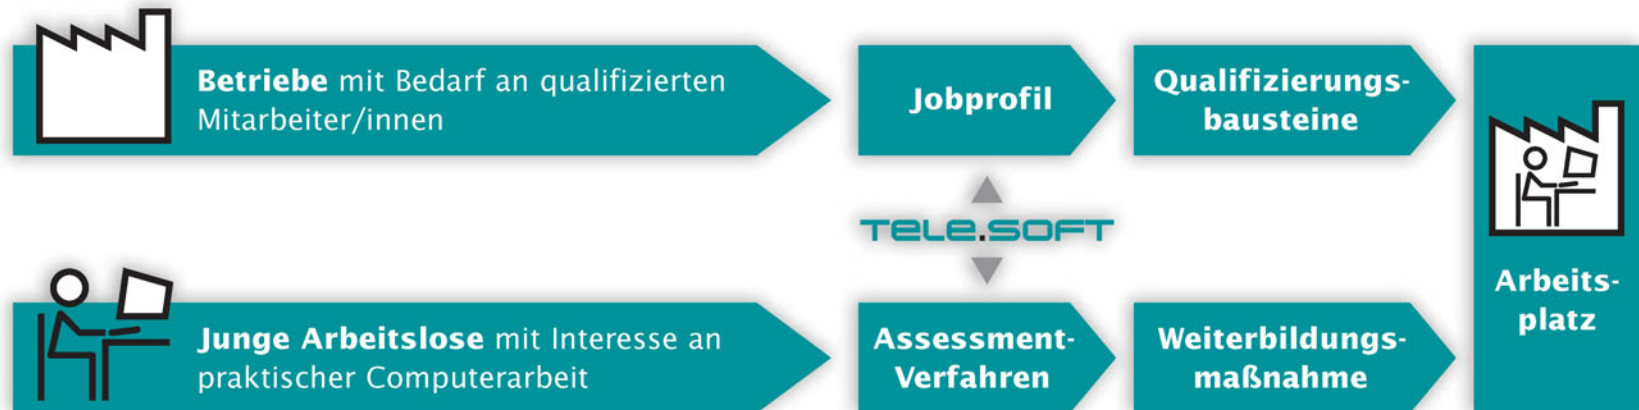 Betriebe mit Bedarf an qualifizierten
Mitarbeiter/innen
Jobprofil
Qualifizierungs-
bausteine
TELE.SOFT
Junge Arbeitslose mit Interesse an
praktischer Computerarbeit
Assessment-
Verfahren
Weiterbildungs-
maßnahme
Arbeits-
platz